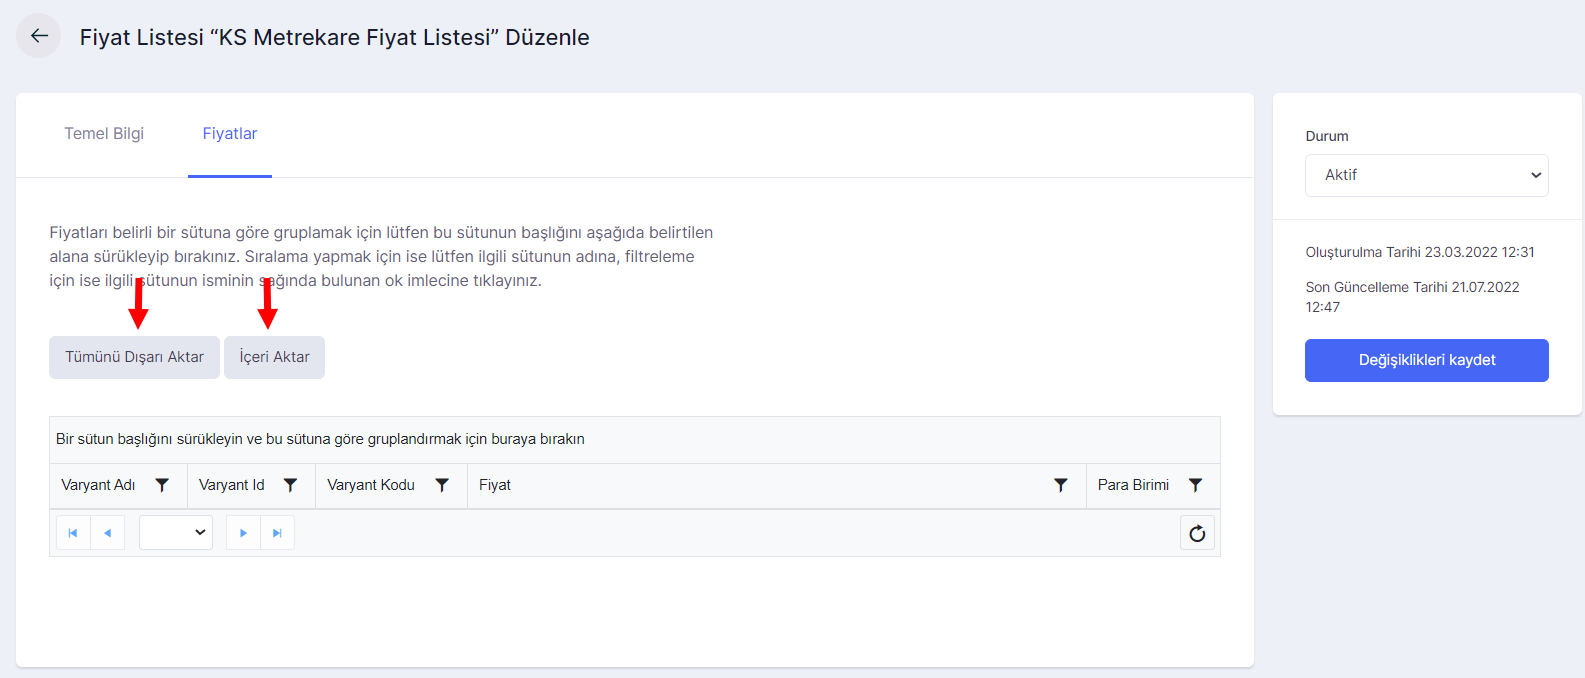 Fiyat Listesi “KS Metrekare Fiyat Listesi” Düzenle
Temel Bilgi
Fiyatlar
Fiyatları belirli bir sütuna göre gruplamak için lütfen bu sütunun başlığını aşağıda belirtilen
alana sürükleyip bırakınız. Sıralama yapmak için ise lütfen ilgili sütunun adına, filtreleme
için ise ilgili sütunun isminin sağında bulunan ok imlecine tıklayınız.
Tümünü Dışarı Aktar
İçeri Aktar
Bir sütun başlığını sürükleyin ve bu sütuna göre gruplandırmak için buraya bırakın
Varyant Adı
Varyant Id
Varyant Kodu
Fiyat
Para Birimi
Durum
Aktif
Oluşturulma Tarihi 23.03.2022 12:31
Son Güncelleme Tarihi 21.07.2022
12:47
Değişiklikleri kaydet